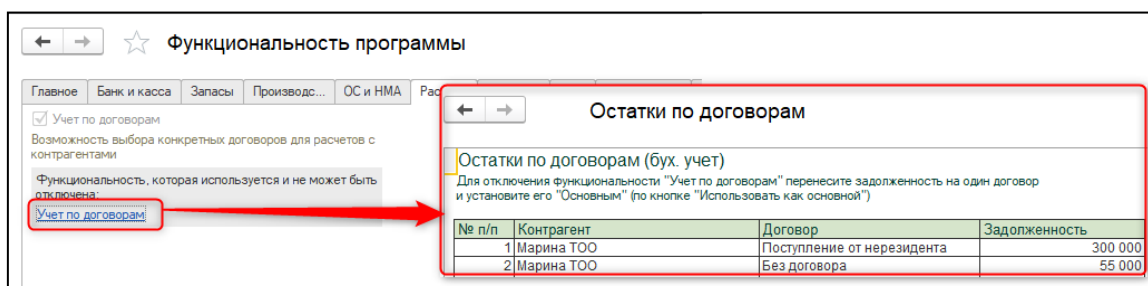 Функциональность программы
Главное Банк и касса Запасы Производс... ОС и НМА
Учет по договорам
Возможность выбора конкретных договоров для расчетов с
контрагентами
Функциональность, которая используется и не может быть
отключена:
Учет по договорам
Остатки по договорам
Остатки по договорам (бух. учет)
Для отключения функциональности "Учет по договорам" перенесите задолженность на один договор
и установите его "Основным" (по кнопке "Использовать как основной")
№ п/п Контрагент Договор Задолженность
1 Марина ТОО Поступление от нерезидента 300 000
2 Марина ТОО Без договора 55 000